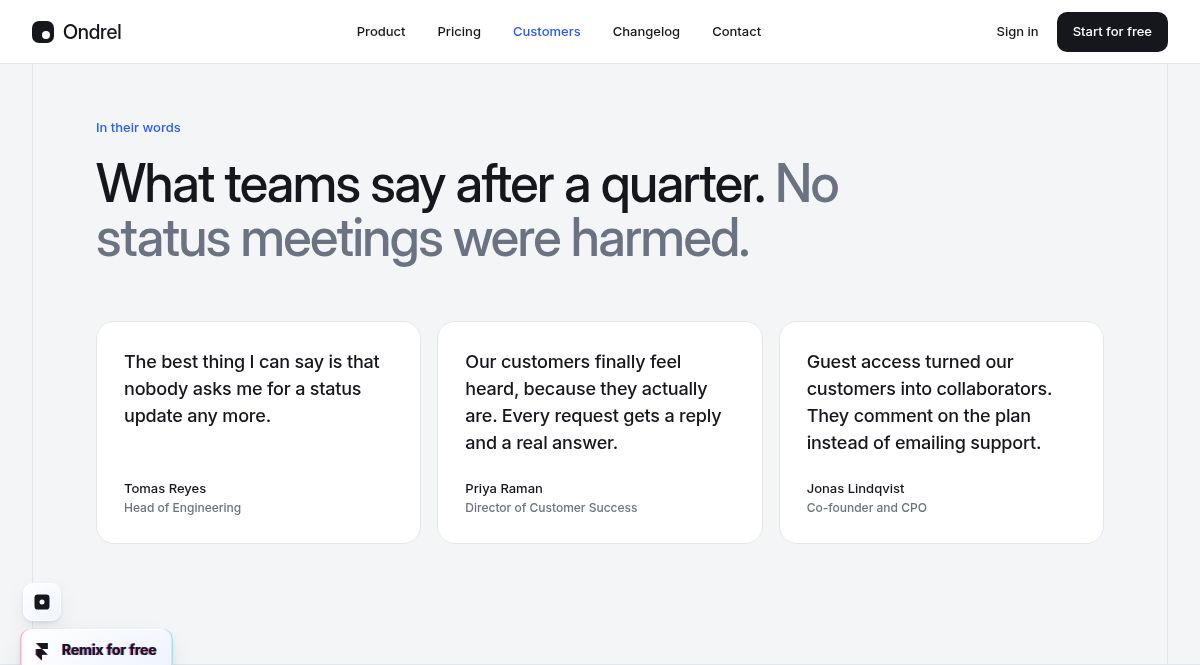 Ondrel
Product
Pricing
Customers
Changelog
Contact
Sign in
Start for free
In their words
What teams say after a quarter. No
status meetings were harmed.
The best thing I can say is that
nobody asks me for a status
update any more.
Tomas Reyes
Head of Engineering
Our customers finally feel
heard, because they actually
are. Every request gets a reply
and a real answer.
Priya Raman
Director of Customer Success
Guest access turned our
customers into collaborators.
They comment on the plan
instead of emailing support.
Jonas Lindqvist
Co-founder and CPO
Remix for free